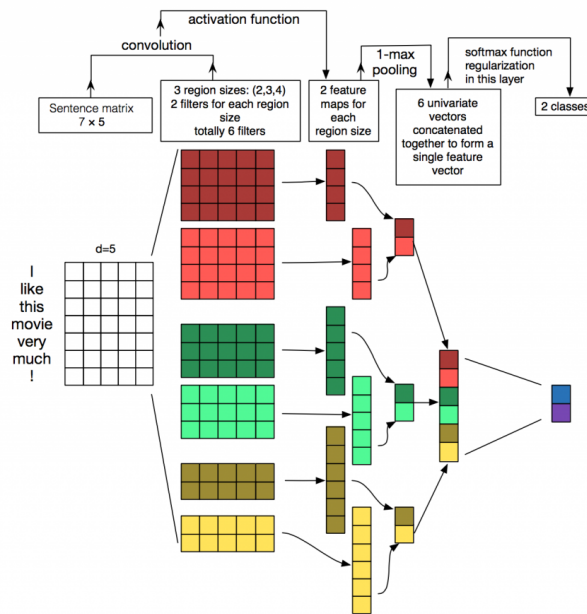 activation function
convolution
1-max
pooling
softmax function
regularization
in this layer
Sentence matrix
7 × 5
3 region sizes: (2,3,4)
2 filters for each region
size
totally 6 filters
2 feature
maps for
each
region size
6 univariate
vectors
concatenated
together to form a
single feature
vector
2 classes
d=5
I
like
this
movie
very
much
!